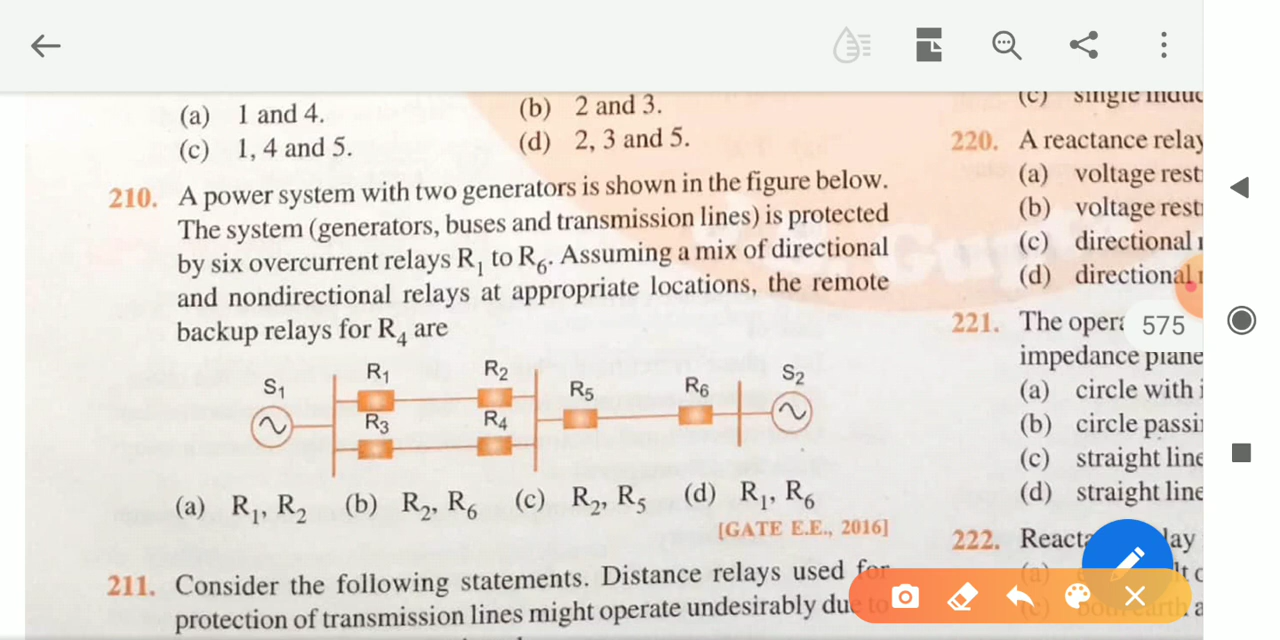 (a) 1 and 4.
(b) 2 and 3.
(c) 1, 4 and 5.
(d) 2, 3 and 5.
210. A power system with two generators is shown in the figure below.
The system (generators, buses and transmission lines) is protected
by six overcurrent relays R₁ to R₆. Assuming a mix of directional
and nondirectional relays at appropriate locations, the remote
backup relays for R₄ are
S₁ R₁ R₂ R₅ R₆ S₂
R₃ R₄
(a) R₁, R₂ (b) R₂, R₆ (c) R₂, R₅ (d) R₁, R₆
[GATE E.E., 2016]
211. Consider the following statements. Distance relays used for
protection of transmission lines might operate undesirably due to
220. A reactance relay
(a) voltage
(b) voltage
(c) directional
(d) directional
575
221. The
impedance plane
(a) circle with
(b) circle
(c) straight line
(d) straight line
222.
(a)